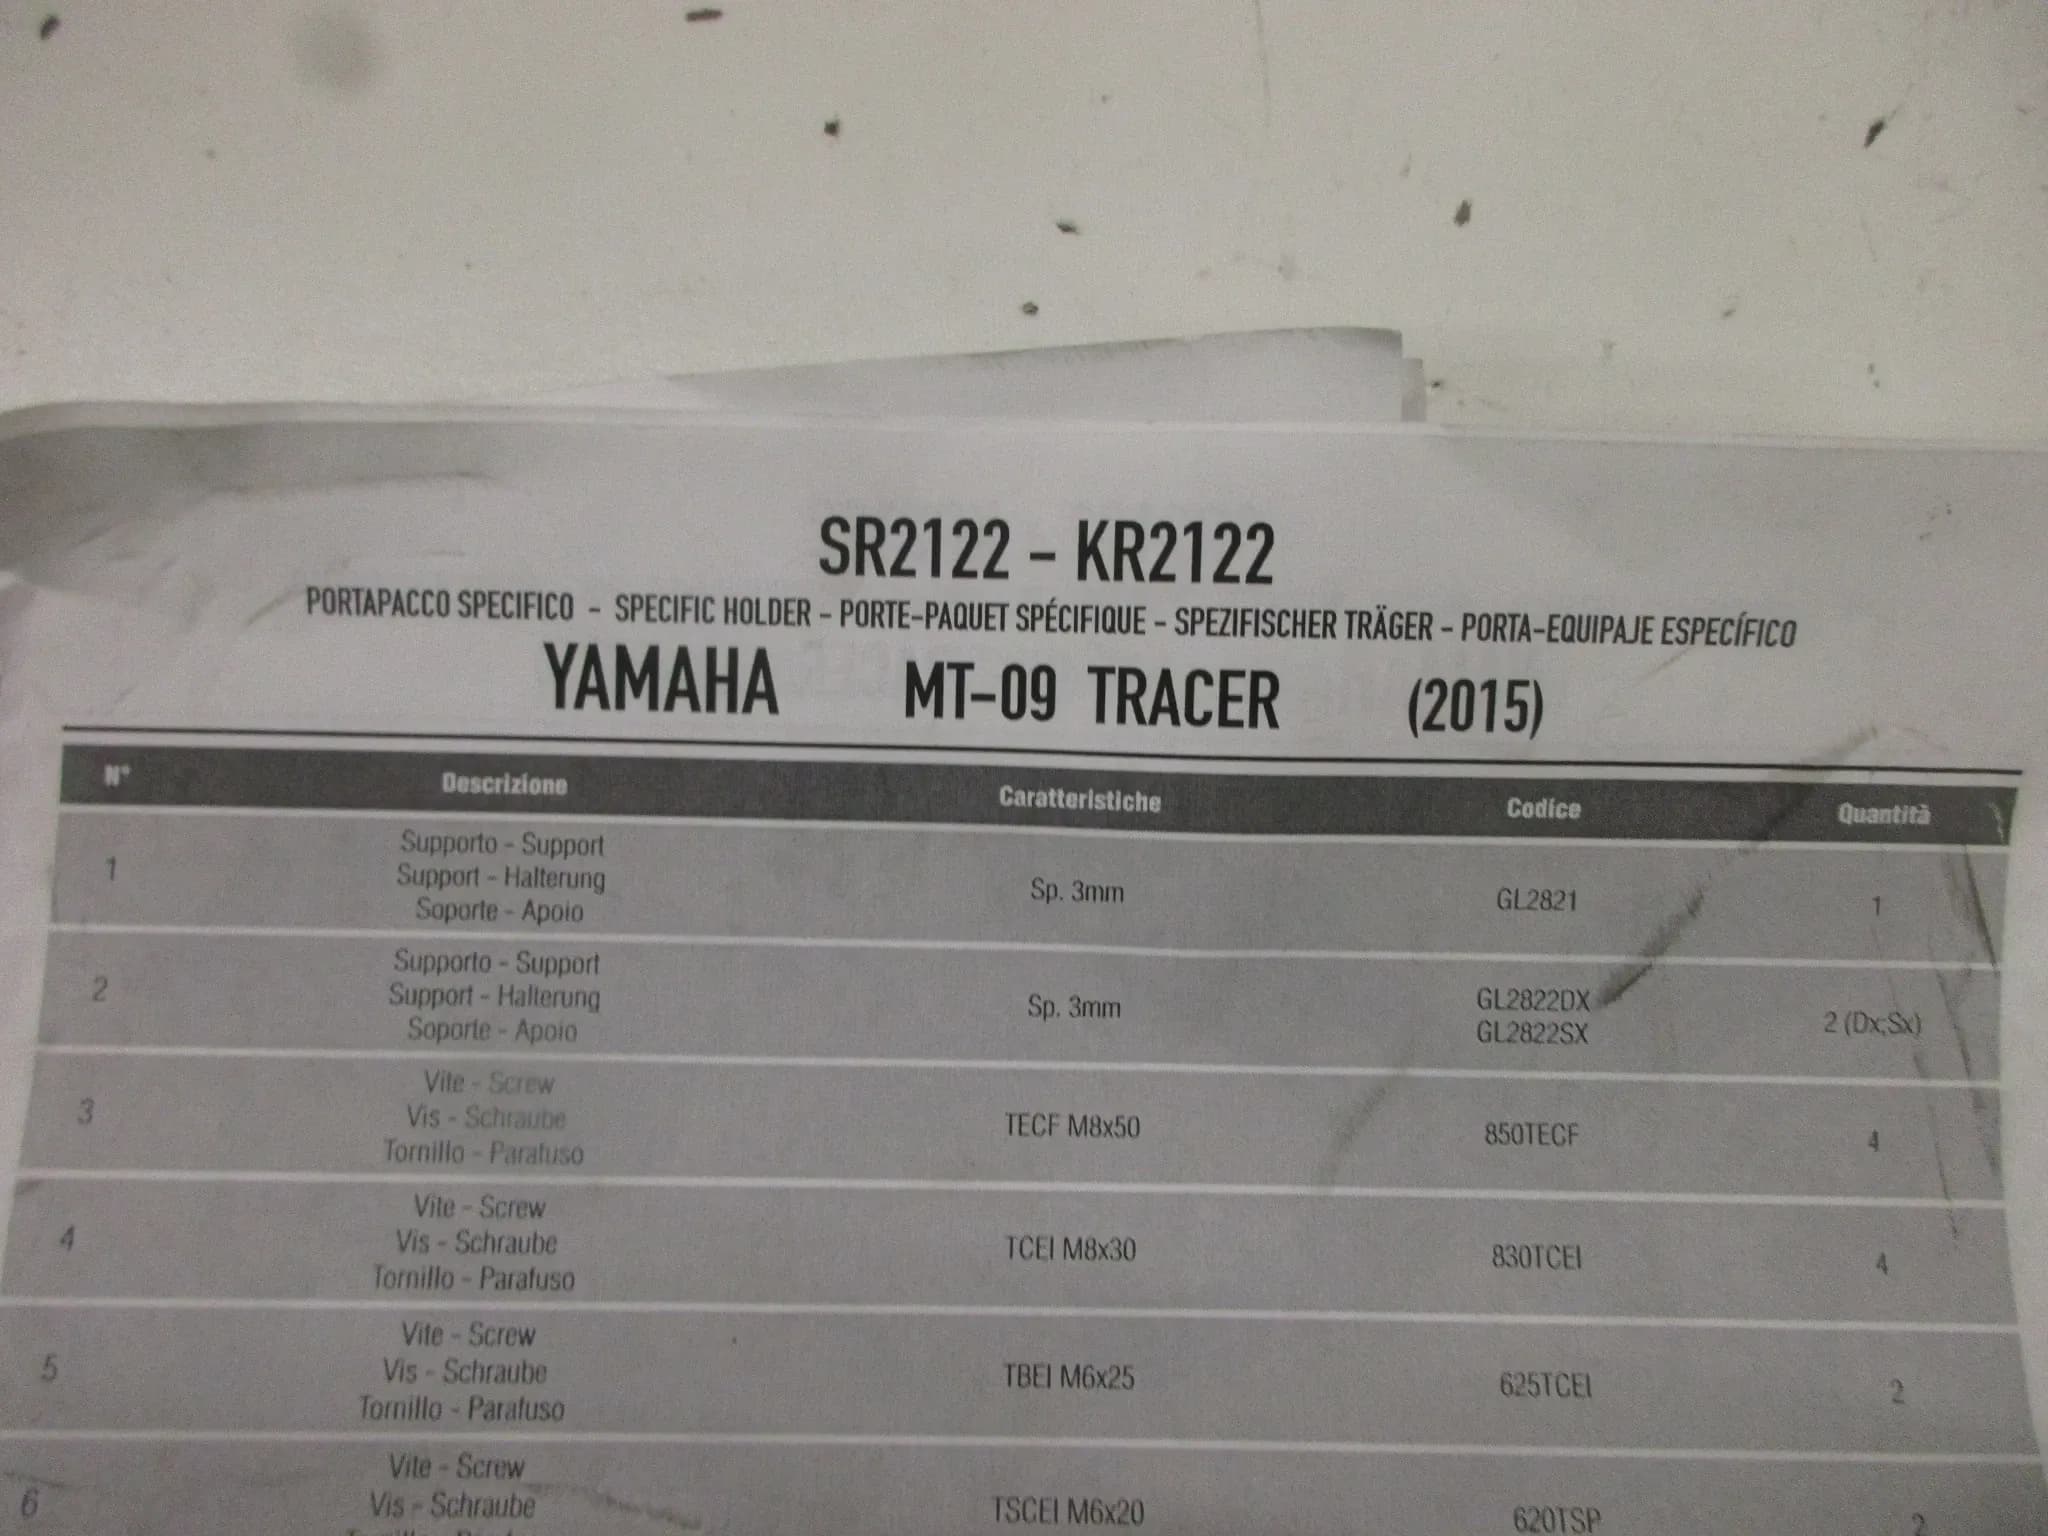 SR2122 – KR2122
PORTAPACCO SPECIFICO – SPECIFIC HOLDER – PORTE-PAQUET SPÉCIFIQUE – SPEZIFISCHER TRÄGER – PORTA-EQUIPAJE ESPECÍFICO
YAMAHA MT-09 TRACER (2015)
N° Descrizione Caratteristiche Codice Quantità
Supporto - Support
1 Support - Halterung Sp. 3mm GL2821 1
Soporte - Apoio
Supporto - Support
2 Support - Halterung Sp. 3mm GL2822DX 2 (Dx;Sx)
Soporte - Apoio GL2822SX
Vite - Screw
3 Vis - Schraube TECF M8x50 850TECF 4
Tornillo - Parafuso
Vite - Screw
4 Vis - Schraube TCEI M8x30 830TCEI 4
Tornillo - Parafuso
Vite - Screw
5 Vis - Schraube TBEI M6x25 625TCEI 2
Tornillo - Parafuso
Vite - Screw
6 Vis - Schraube TSCEI M6x20 620TSP 2